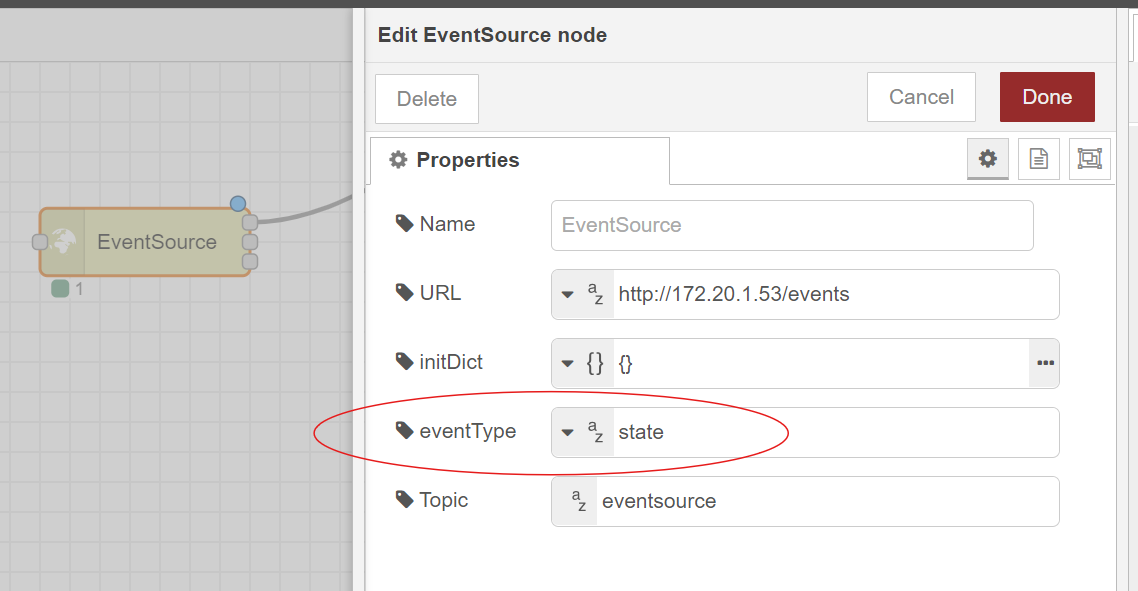 Edit EventSource node
Delete
Cancel
Done
Properties
Name
EventSource
URL
az
http://172.20.1.53/events
initDict
{}
{}
eventType
az
state
Topic
az
eventsource
EventSource
1